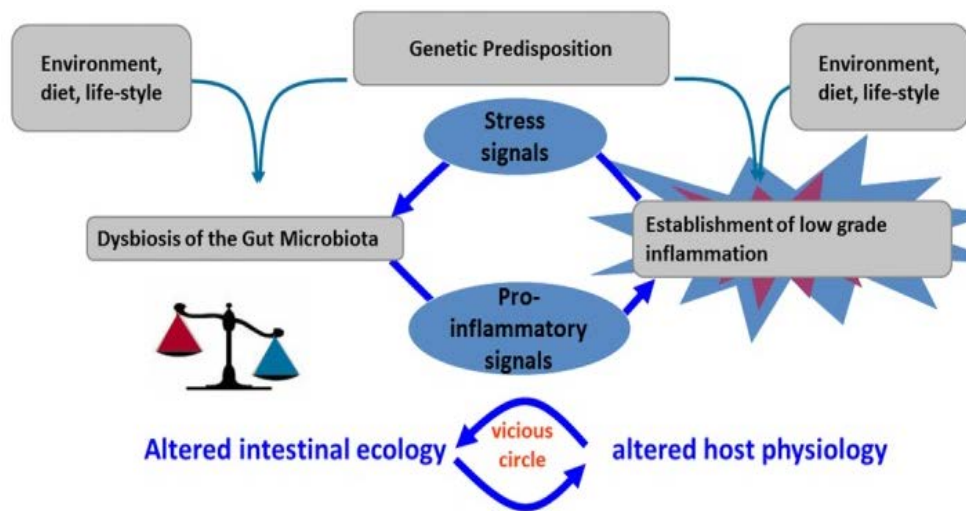 Environment,
diet, life-style
Genetic Predisposition
Environment,
diet, life-style
Stress
signals
Dysbiosis of the Gut Microbiota
Establishment of low grade
inflammation
Pro-
inflammatory
signals
Altered intestinal ecology
vicious
circle
altered host physiology